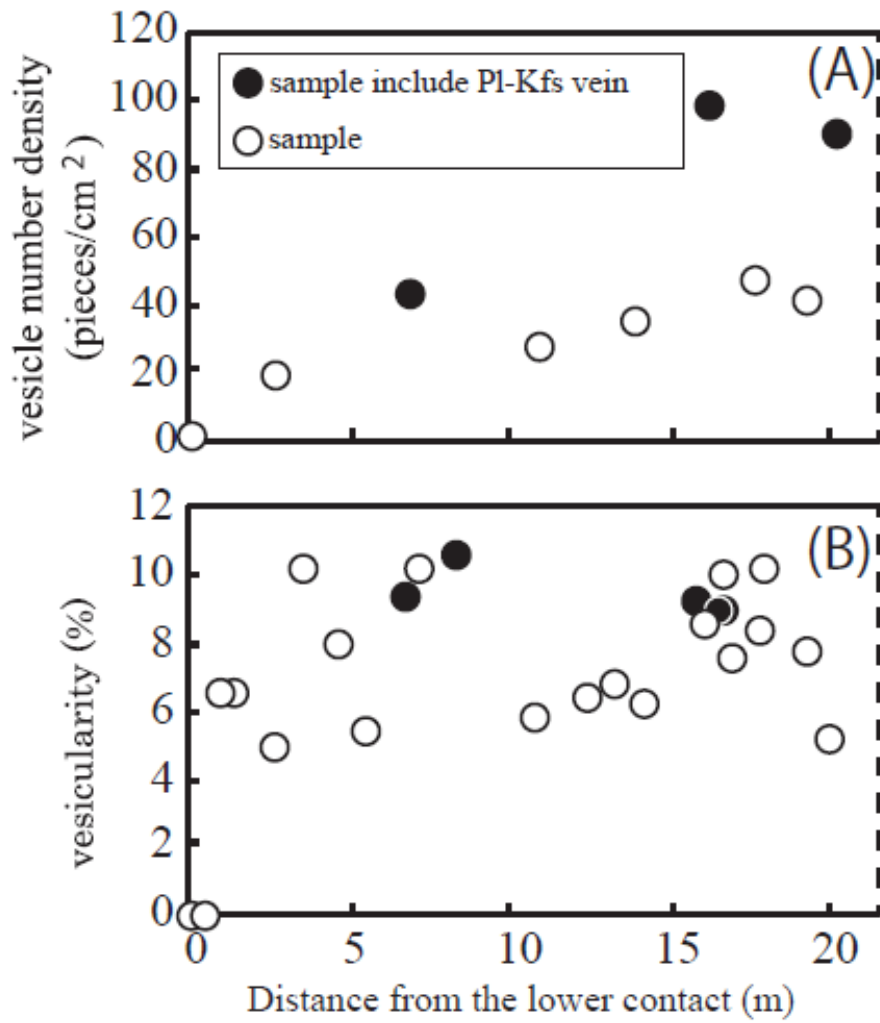 120
100
80
60
40
20
0
vesicle number density
(pieces/cm 2 )
sample include Pl-Kfs vein
sample
(A)
12
10
8
6
4
2
0
vesicularity (%)
(B)
0 5 10 15 20
Distance from the lower contact (m)